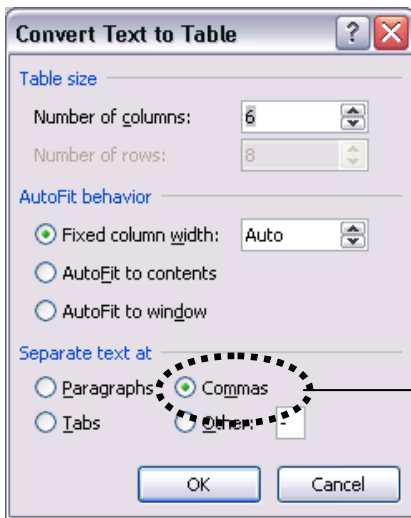 Convert Text to Table ?
Table size
Number of columns: 6
Number of rows: 8
AutoFit behavior
Fixed column width: Auto
AutoFit to contents
AutoFit to window
Separate text at
Paragraphs Commas
Tabs Other: -
OK Cancel